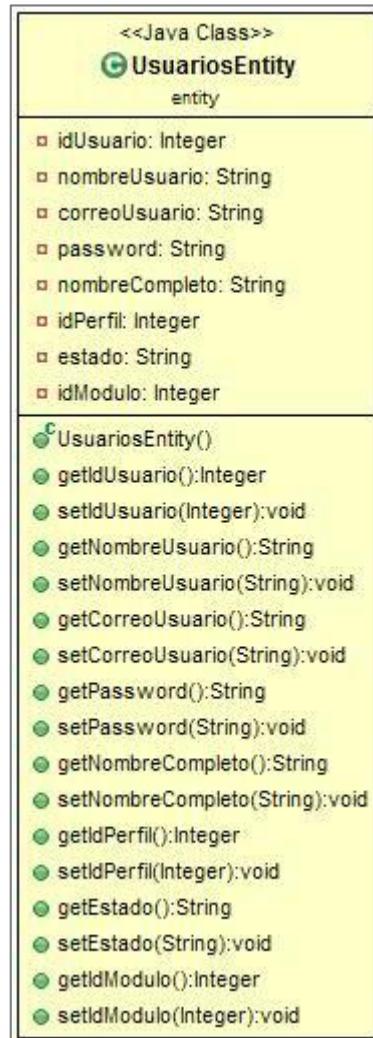 <<Java Class>>
UsuariosEntity
entity
idUsuario: Integer
nombreUsuario: String
correoUsuario: String
password: String
nombreCompleto: String
idPerfil: Integer
estado: String
idModulo: Integer
UsuariosEntity()
getIdUsuario():Integer
setIdUsuario(Integer):void
getNombreUsuario():String
setNombreUsuario(String):void
getCorreoUsuario():String
setCorreoUsuario(String):void
getPassword():String
setPassword(String):void
getNombreCompleto():String
setNombreCompleto(String):void
getIdPerfil():Integer
setIdPerfil(Integer):void
getEstado():String
setEstado(String):void
getIdModulo():Integer
setIdModulo(Integer):void